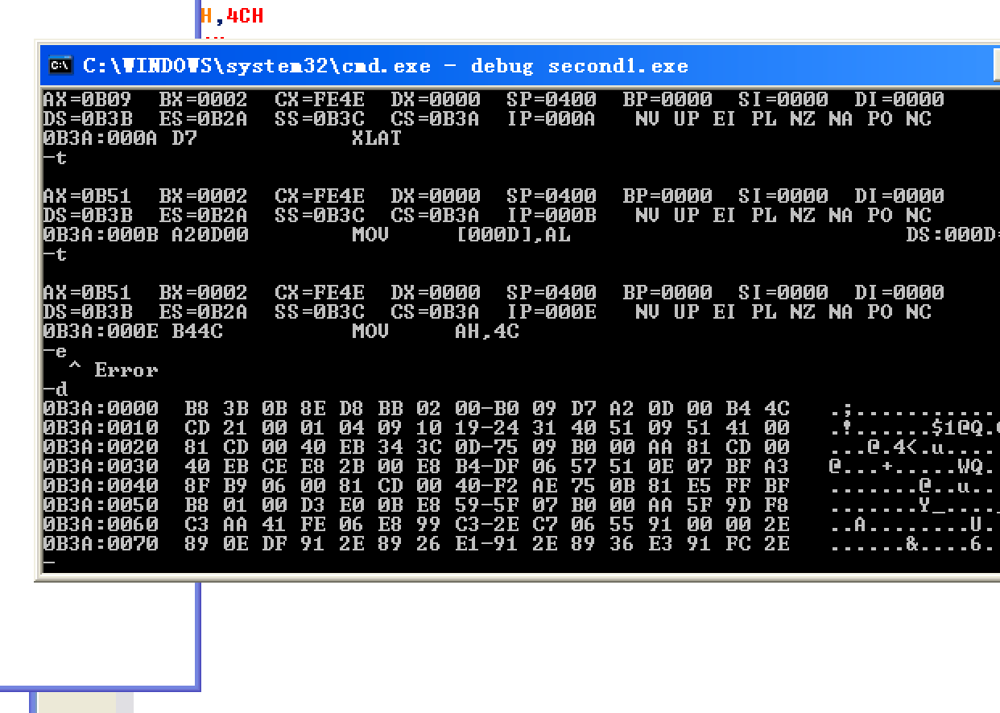 H,4CH
C:\WINDOWS\system32\cmd.exe - debug second1.exe
AX=0B09 BX=0002 CX=FE4E DX=0000 SP=0400 BP=0000 SI=0000 DI=0000
DS=0B3B ES=0B2A SS=0B3C CS=0B3A IP=000A NV UP EI PL NZ NA PO NC
0B3A:000A D7 XLAT
-t
AX=0B51 BX=0002 CX=FE4E DX=0000 SP=0400 BP=0000 SI=0000 DI=0000
DS=0B3B ES=0B2A SS=0B3C CS=0B3A IP=000B NV UP EI PL NZ NA PO NC
0B3A:000B A20D00 MOV [000D],AL DS:000D=
-t
AX=0B51 BX=0002 CX=FE4E DX=0000 SP=0400 BP=0000 SI=0000 DI=0000
DS=0B3B ES=0B2A SS=0B3C CS=0B3A IP=000E NV UP EI PL NZ NA PO NC
0B3A:000E B44C MOV AH,4C
-e
^ Error
-d
0B3A:0000 B8 3B 0B 8E D8 BB 02 00-B0 09 D7 A2 0D 00 B4 4C .;...........
0B3A:0010 CD 21 00 01 04 09 10 19-24 31 40 51 09 51 41 00 .!......$1@Q.Q
0B3A:0020 81 CD 00 40 EB 34 3C 0D-75 09 B0 00 AA 81 CD 00 ...@.4<.u....
0B3A:0030 40 EB CE E8 2B 00 E8 B4-DF 06 57 51 0E 07 BF A3 @...+.....WQ..
0B3A:0040 8F B9 06 00 81 CD 00 40-F2 AE 75 0B 81 E5 FF BF .......@..u..
0B3A:0050 B8 01 00 D3 E0 0B E8 59-5F 07 B0 00 AA 5F 9D F8 .......Y_...._
0B3A:0060 C3 AA 41 FE 06 E8 99 C3-2E C7 06 55 91 00 00 2E ..A........U.
0B3A:0070 89 0E DF 91 2E 89 26 E1-91 2E 89 36 E3 91 FC 2E ......&....6.
-